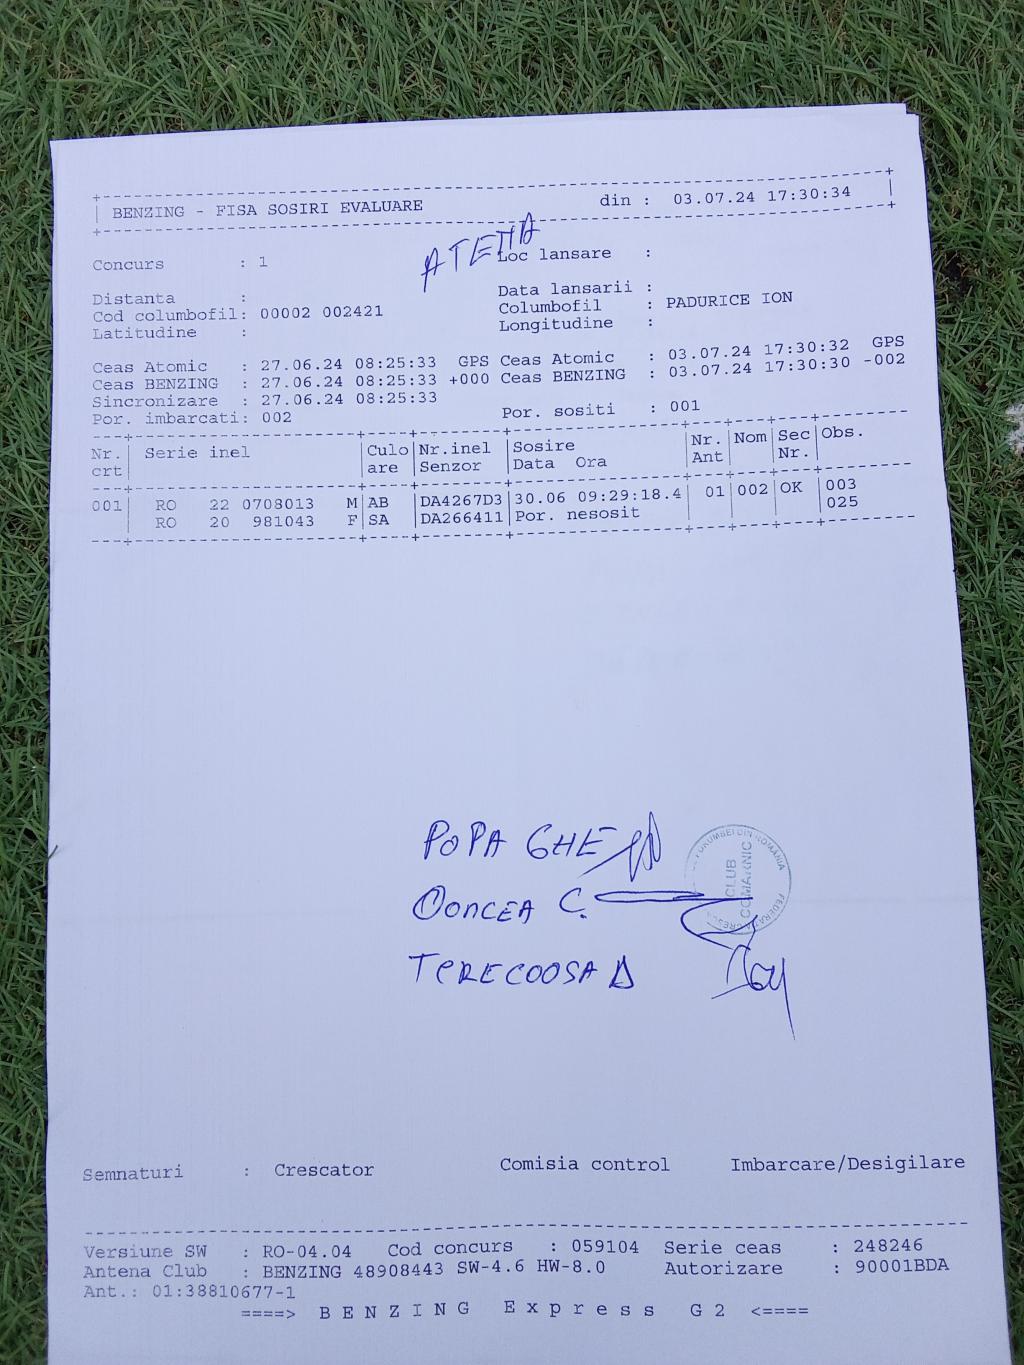 BENZING - FISA SOSIRI EVALUARE din : 03.07.24 17:30:34
ATENA
Concurs : 1 Loc lansare :
Distanta : Data lansarii :
Cod columbofil: 00002 002421 Columbofil : PADURICE ION
Latitudine : Longitudine :
Ceas Atomic : 27.06.24 08:25:33 GPS Ceas Atomic : 03.07.24 17:30:32 GPS
Ceas BENZING : 27.06.24 08:25:33 +000 Ceas BENZING : 03.07.24 17:30:30 -002
Sincronizare : 27.06.24 08:25:33
Por. imbarcati: 002 Por. sositi : 001
Nr. Serie inel Culo Nr.inel Sosire Nr. Nom Sec Obs.
crt are Senzor Data Ora Ant Nr.
001 RO 22 0708013 M AB DA4267D3 30.06 09:29:18.4 01 002 OK 003
RO 20 981043 F SA DA266411 Por. nesosit 025
POPA GHE
ONCEA C.
CLUB
COMARNIC
Semnaturi : Crescator Comisia control Imbarcare/Desigilare
Versiune SW : RO-04.04 Cod concurs : 059104 Serie ceas : 248246
Antena Club : BENZING 48908443 SW-4.6 HW-8.0 Autorizare : 90001BDA
Ant.: 01:38810677-1
====> BENZING Express G2 <====